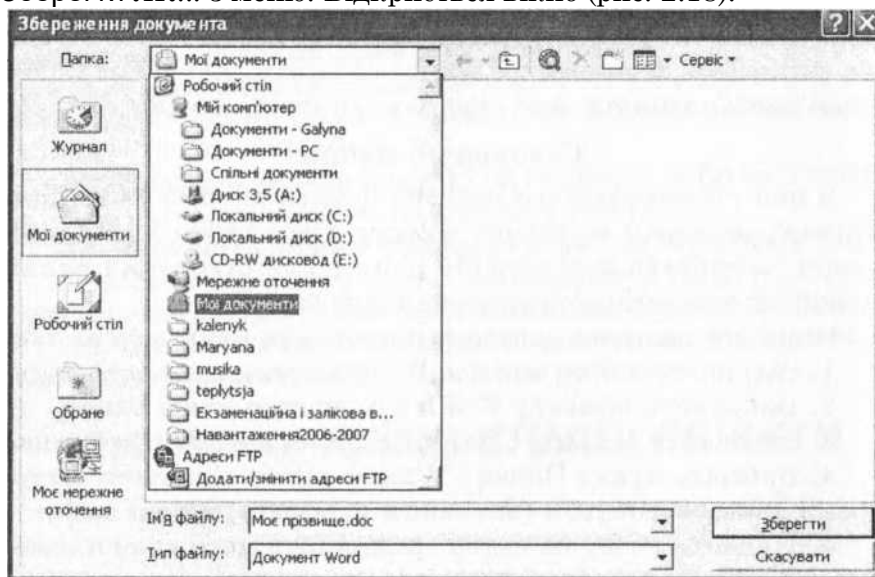 Збереження документа
Папка:
Мої документи
Сервіс
Робочий стіл
Мій комп'ютер
Документи - Galyna
Документи - PC
Спільні документи
Диск 3,5 (A:)
Локальний диск (C:)
Локальний диск (D:)
CD-RW дисковод (E:)
Мережне оточення
Мої документи
kalenyk
Maryana
musika
teplytsja
Екзаменаційна і залікова в...
Навантаження2006-2007
Адреси FTP
Додати/змінити адреси FTP
Журнал
Мої документи
Робочий стіл
Обране
Моє мережне
оточення
Ім'я файлу:
Моє прізвище.doc
Зберегти
Тип файлу:
Документ Word
Скасувати